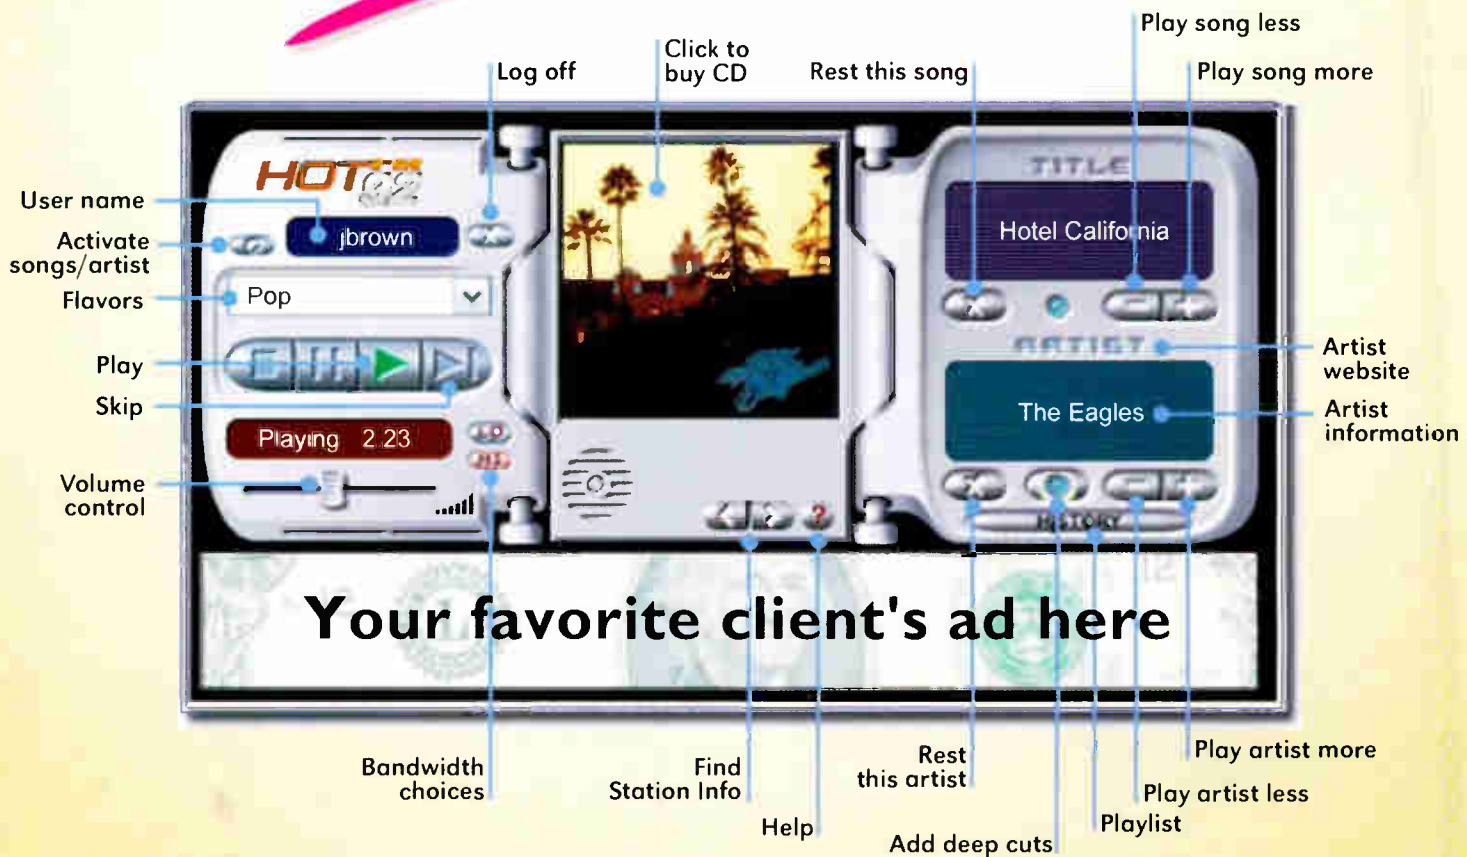 Play song less
Click to
buy CD
Log off
Rest this song
Play song more
HOT
TITLE
User name
jbrown
Hotel California
Activate
songs/artist
Flavors
Pop
ARTIST
Artist
website
Play
Skip
The Eagles
Artist
information
Playing 2.23
LO
HI
Volume
control
?
HISTORY
Your favorite client's ad here
Bandwidth
choices
Find
Station Info
Help
Rest
this artist
Add deep cuts
Playlist
Play artist less
Play artist more